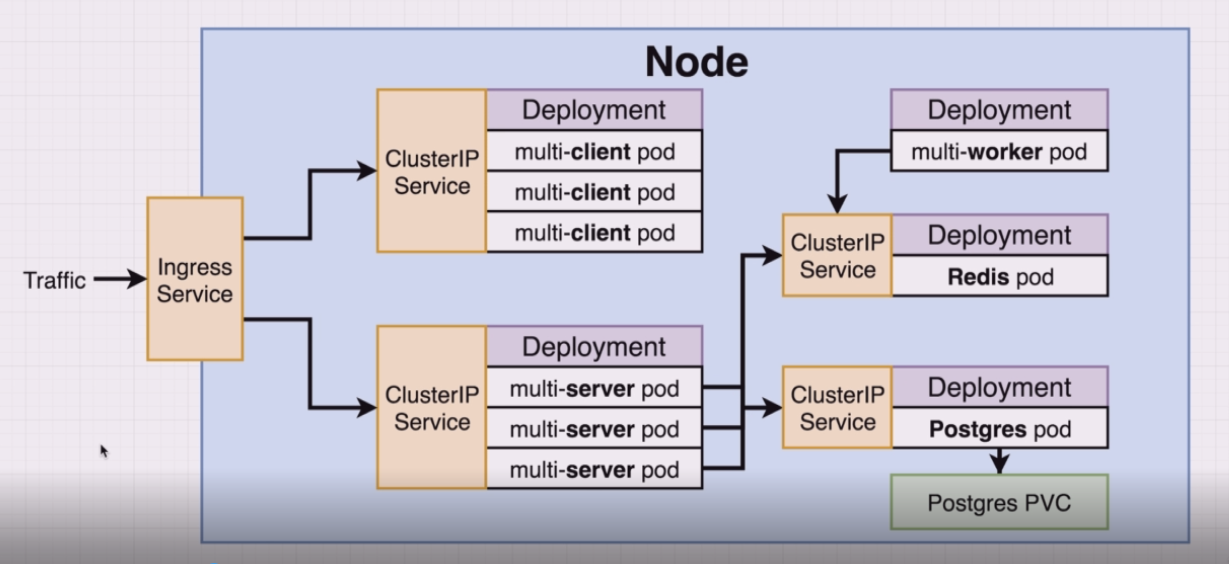 Node
Traffic
Ingress
Service
ClusterIP
Service
Deployment
multi-client pod
multi-client pod
multi-client pod
ClusterIP
Service
Deployment
multi-server pod
multi-server pod
multi-server pod
Deployment
multi-worker pod
ClusterIP
Service
Deployment
Redis pod
ClusterIP
Service
Deployment
Postgres pod
Postgres PVC